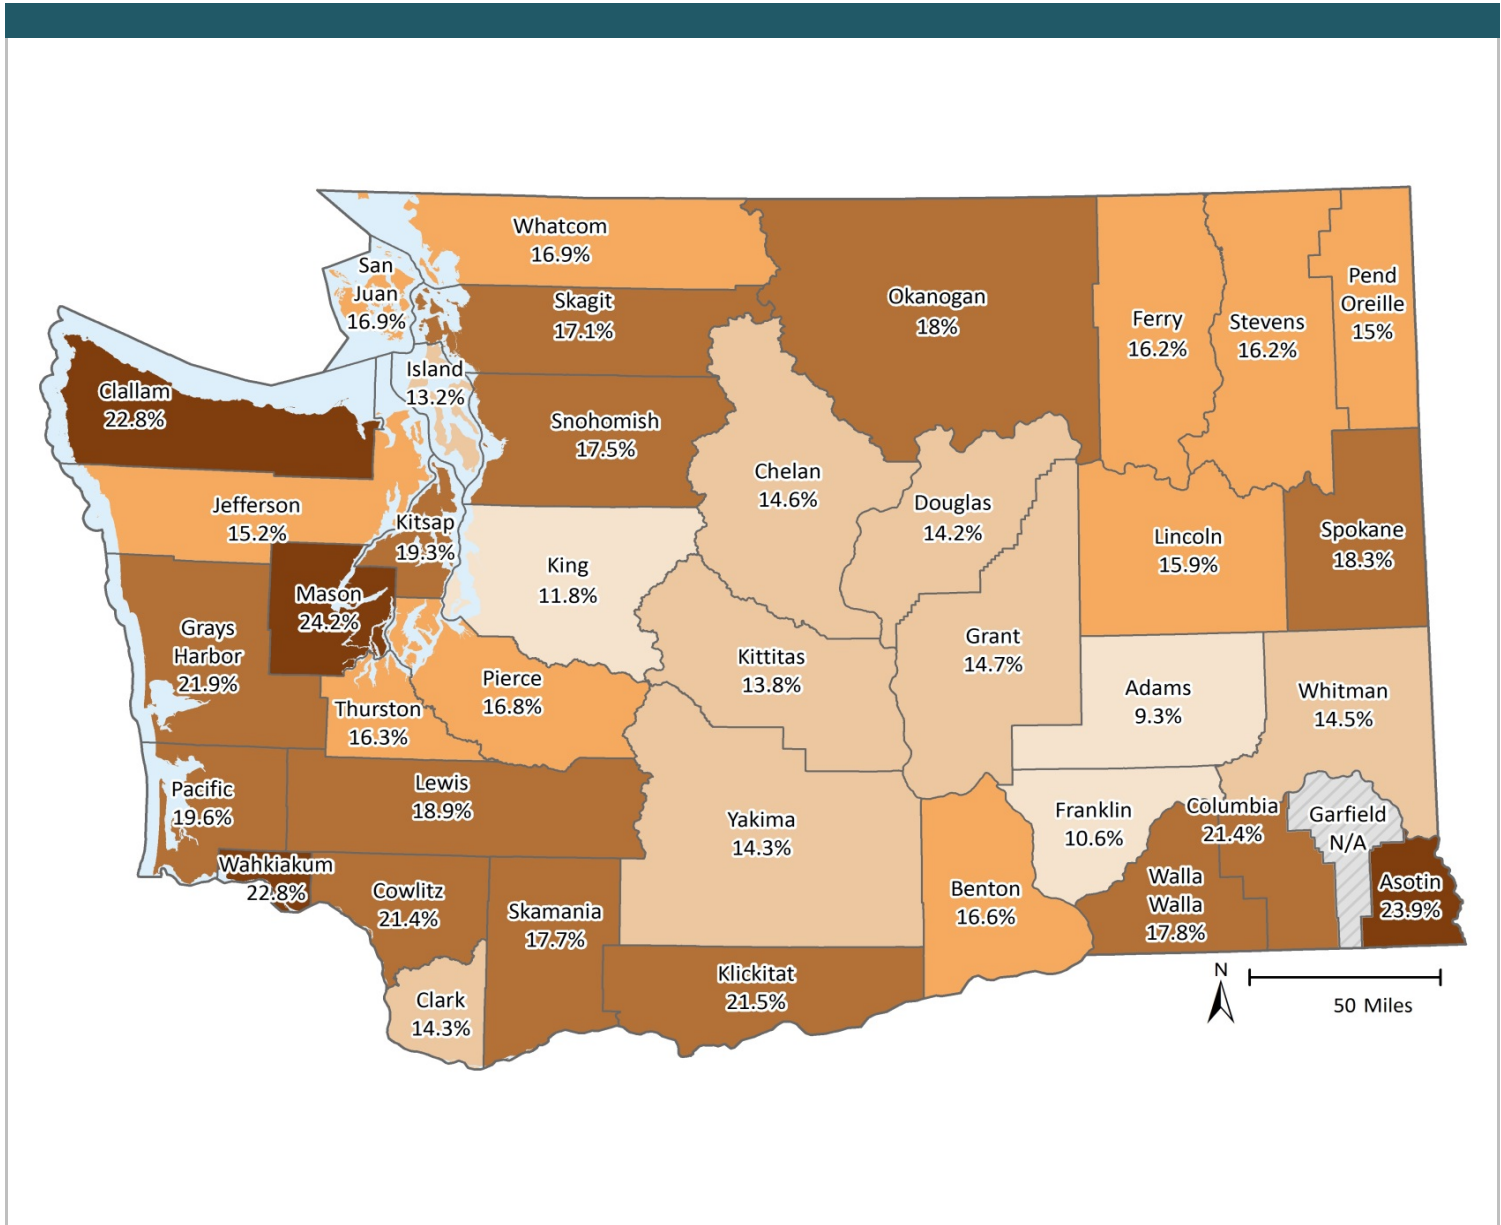 Whatcom
16.9%
San
Juan
16.9%
Skagit
17.1%
Okanogan
18%
Ferry
16.2%
Stevens
16.2%
Pend
Oreille
15%
Clallam
22.8%
Island
13.2%
Snohomish
17.5%
Chelan
14.6%
Douglas
14.2%
Jefferson
15.2%
Kitsap
19.3%
King
11.8%
Lincoln
15.9%
Spokane
18.3%
Mason
24.2%
Grays
Harbor
21.9%
Kittitas
13.8%
Grant
14.7%
Adams
9.3%
Whitman
14.5%
Thurston
16.3%
Pierce
16.8%
Pacific
19.6%
Lewis
18.9%
Yakima
14.3%
Franklin
10.6%
Columbia
21.4%
Garfield
N/A
Wahkiakum
22.8%
Cowlitz
21.4%
Skamania
17.7%
Benton
16.6%
Walla
Walla
17.8%
Asotin
23.9%
Clark
14.3%
Klickitat
21.5%
N
50 Miles